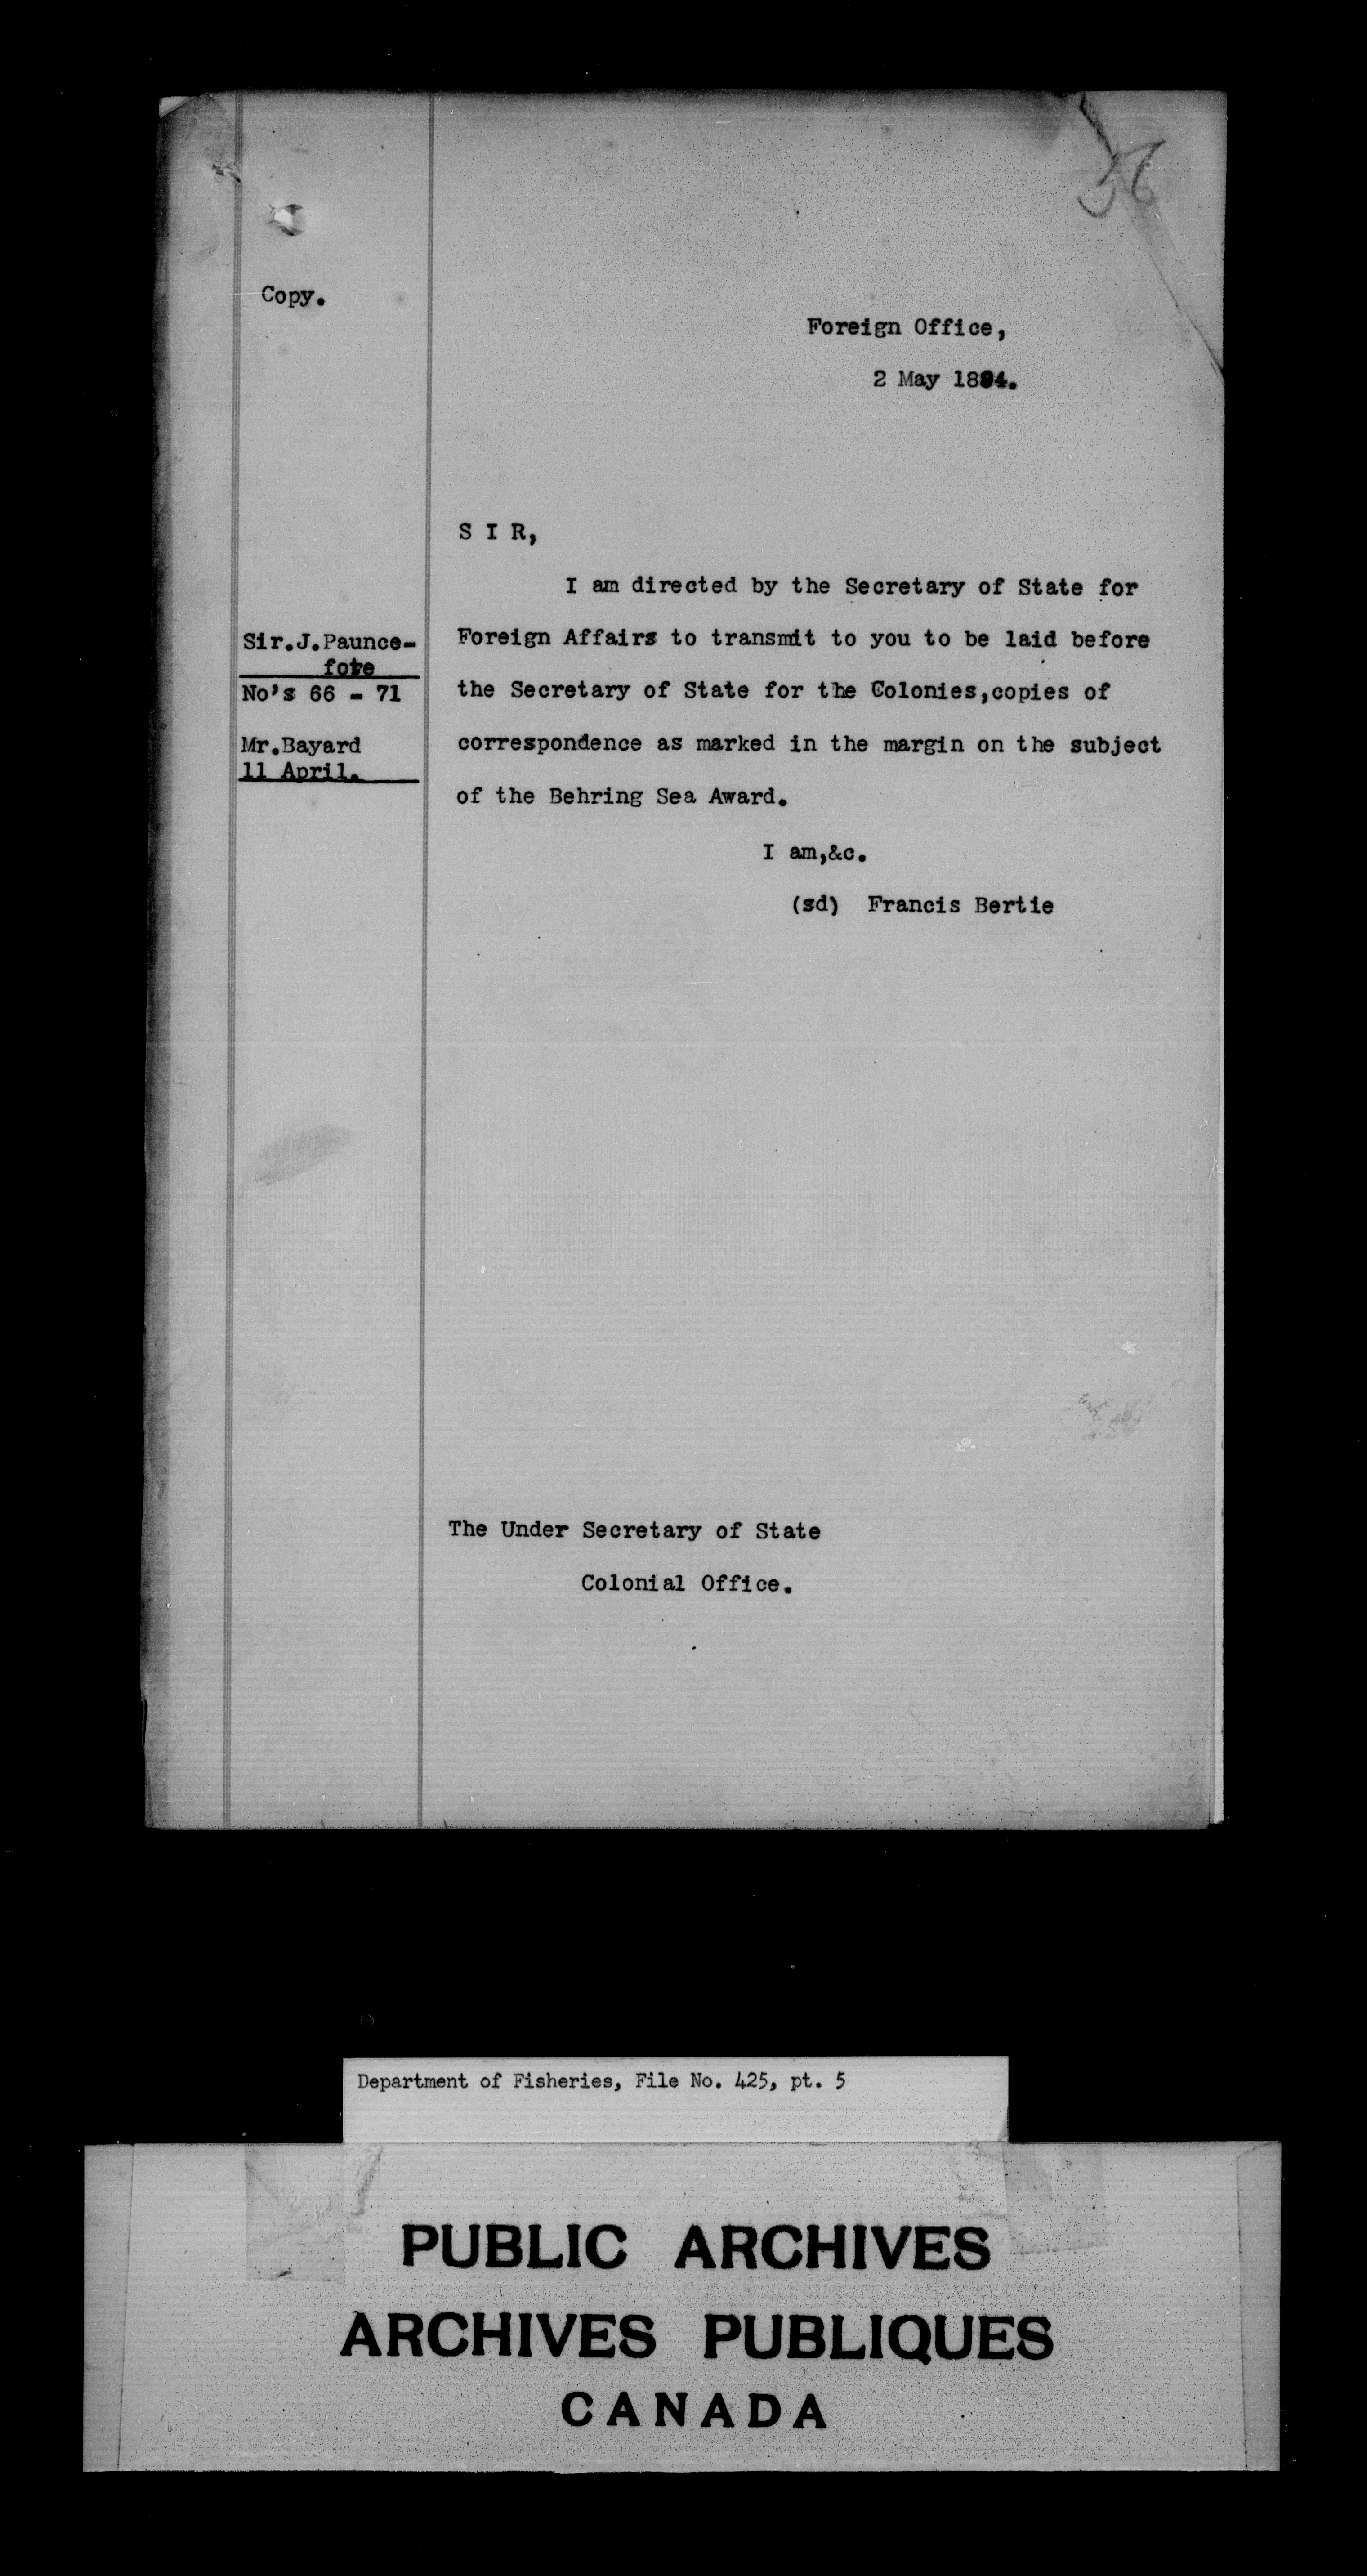 56
Copy.
Foreign Office,
2 May 1894.
S I R,
I am directed by the Secretary of State for
Foreign Affairs to transmit to you to be laid before
the Secretary of State for the Colonies,copies of
correspondence as marked in the margin on the subject
of the Behring Sea Award.
Sir.J.Paunce-
fote
No's 66 - 71
Mr.Bayard
11 April.
I am,&c.
(sd) Francis Bertie
The Under Secretary of State
Colonial Office.
Department of Fisheries, File No. 425, pt. 5
PUBLIC ARCHIVES
ARCHIVES PUBLIQUES
CANADA